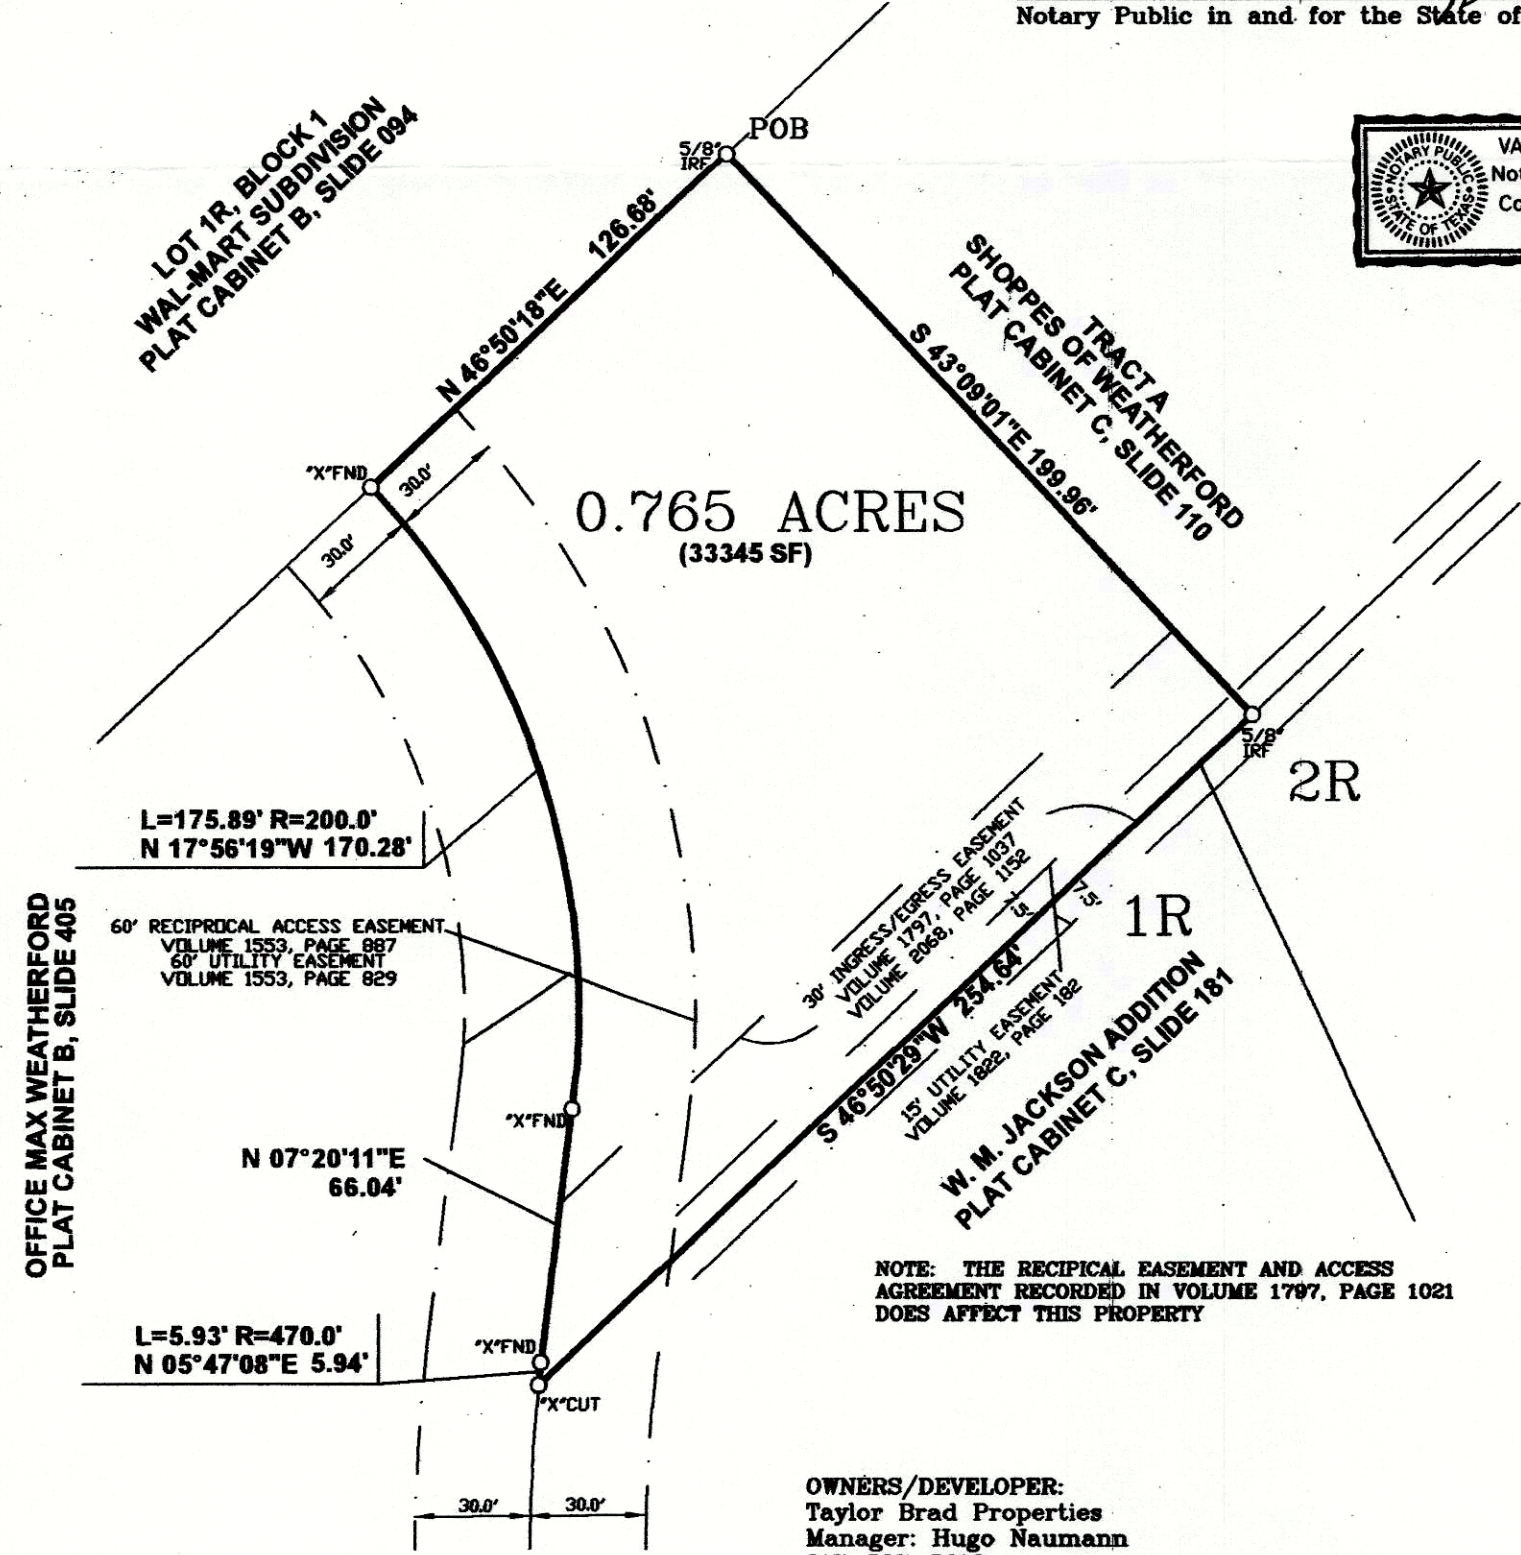 Notary Public in and for the State of
POB
5/8"
IRF
VA
Not
Co
NOTARY PUBLIC
STATE OF TEXAS
LOT 1R, BLOCK 1
WAL-MART SUBDIVISION
PLAT CABINET B, SLIDE 094
N 46°50'18"E 126.68'
TRACT A
SHOPPES OF WEATHERFORD
PLAT CABINET C, SLIDE 110
S 43°09'01"E 199.96'
"X"FND
30.0'
30.0'
0.765 ACRES
(33345 SF)
5/8"
IRF
2R
L=175.89' R=200.0'
N 17°56'19"W 170.28'
30' INGRESS/EGRESS EASEMENT
VOLUME 1797, PAGE 1037
VOLUME 2068, PAGE 1152
7.5'
1R
OFFICE MAX WEATHERFORD
PLAT CABINET B, SLIDE 405
60' RECIPROCAL ACCESS EASEMENT
VOLUME 1553, PAGE 887
60' UTILITY EASEMENT
VOLUME 1553, PAGE 829
S 46°50'29"W 254.64'
15' UTILITY EASEMENT
VOLUME 1822, PAGE 182
W. M. JACKSON ADDITION
PLAT CABINET C, SLIDE 181
"X"FND
N 07°20'11"E
66.04'
NOTE: THE RECIPICAL EASEMENT AND ACCESS
AGREEMENT RECORDED IN VOLUME 1797, PAGE 1021
DOES AFFECT THIS PROPERTY
L=5.93' R=470.0'
N 05°47'08"E 5.94'
"X"FND
"X"CUT
30.0'
30.0'
OWNERS/DEVELOPER:
Taylor Brad Properties
Manager: Hugo Naumann